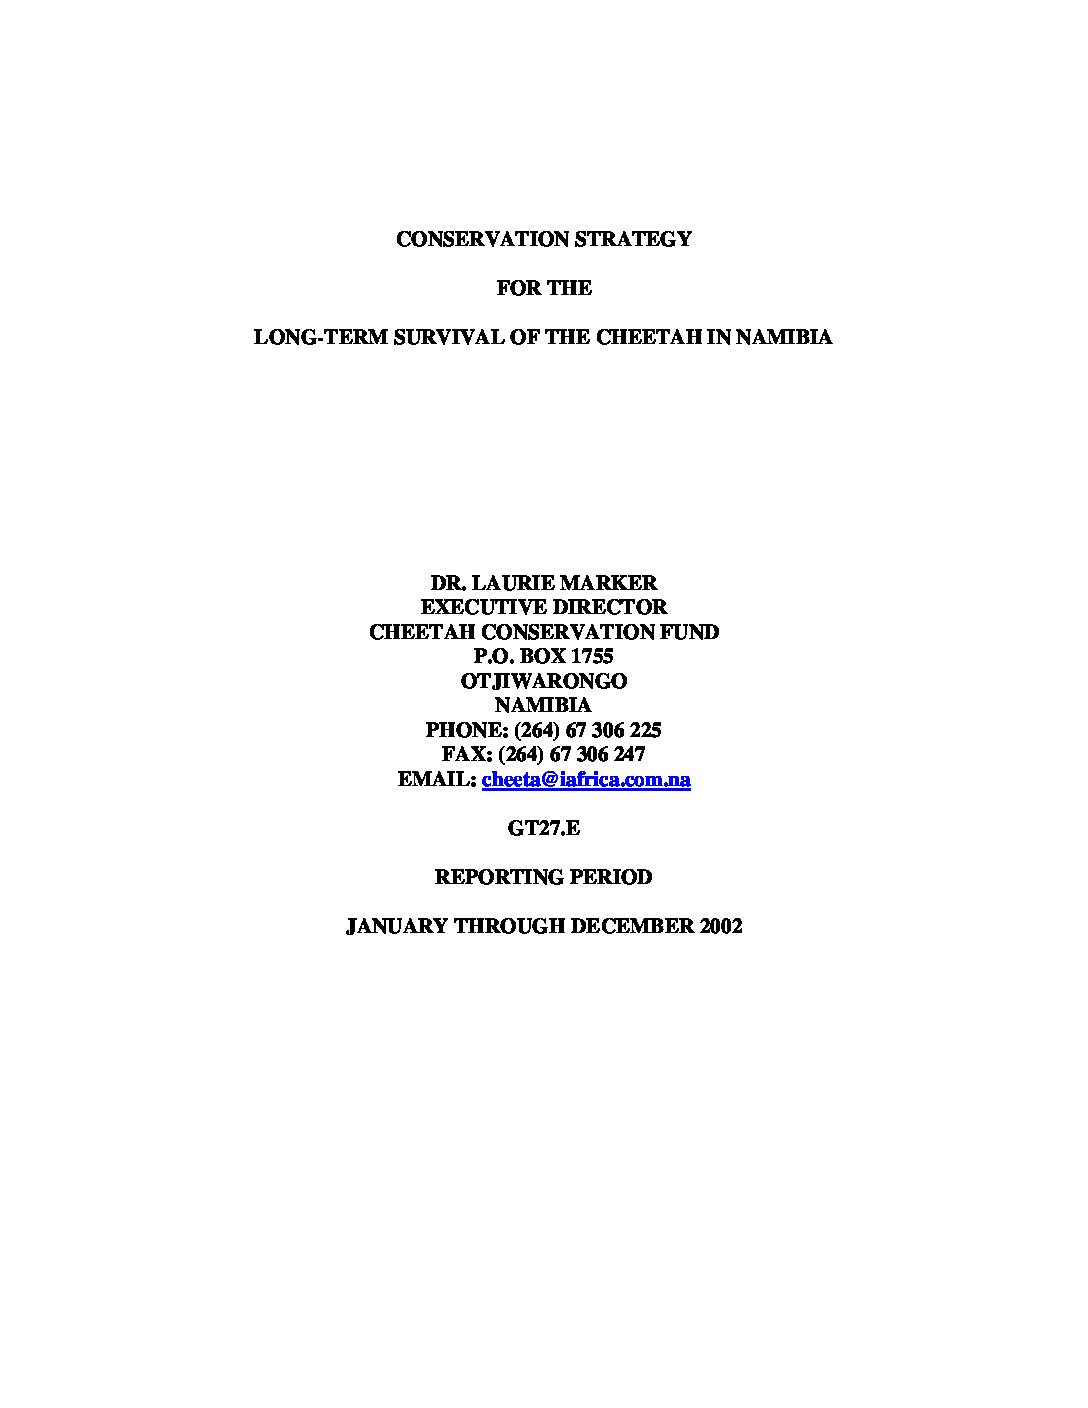 CONSERVATION STRATEGY
FOR THE
LONG-TERM SURVIVAL OF THE CHEETAH IN NAMIBIA
DR. LAURIE MARKER
EXECUTIVE DIRECTOR
CHEETAH CONSERVATION FUND
P.O. BOX 1755
OTJIWARONGO
NAMIBIA
PHONE: (264) 67 306 225
FAX: (264) 67 306 247
EMAIL: cheeta@iafrica.com.na
GT27.E
REPORTING PERIOD
JANUARY THROUGH DECEMBER 2002